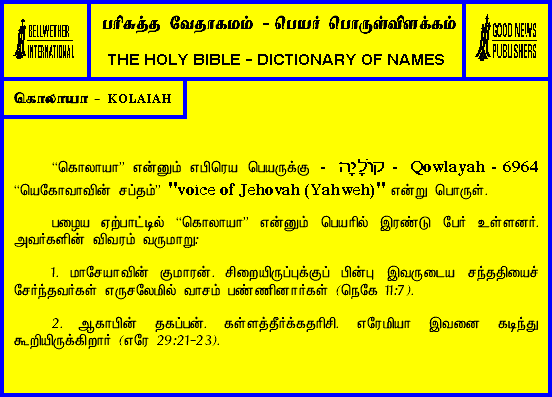 BELLWETHER
INTERNATIONAL
பரிசுத்த வேதாகமம் - பெயர் பொருள்விளக்கம்
THE HOLY BIBLE - DICTIONARY OF NAMES
GOOD NEWS
PUBLISHERS
கொலாயா - KOLAIAH
“கொலாயா” என்னும் எபிரெய பெயருக்கு - קוֹלָיָה - Qowlayah - 6964
“யெகோவாவின் சப்தம்” "voice of Jehovah (Yahweh)" என்று பொருள்.
பழைய ஏற்பாட்டில் “கொலாயா” என்னும் பெயரில் இரண்டு பேர் உள்ளனர்.
அவர்களின் விவரம் வருமாறு:
1. மாசேயாவின் குமாரன். சிறையிருப்புக்குப் பின்பு இவருடைய சந்ததியைச்
சேர்ந்தவர்கள் எருசலேமில் வாசம் பண்ணினார்கள் (நெகே 11:7).
2. ஆகாபின் தகப்பன். கள்ளத்தீர்க்கதரிசி. எரேமியா இவனை கடிந்து
கூறியிருக்கிறார் (எரே 29:21-23).